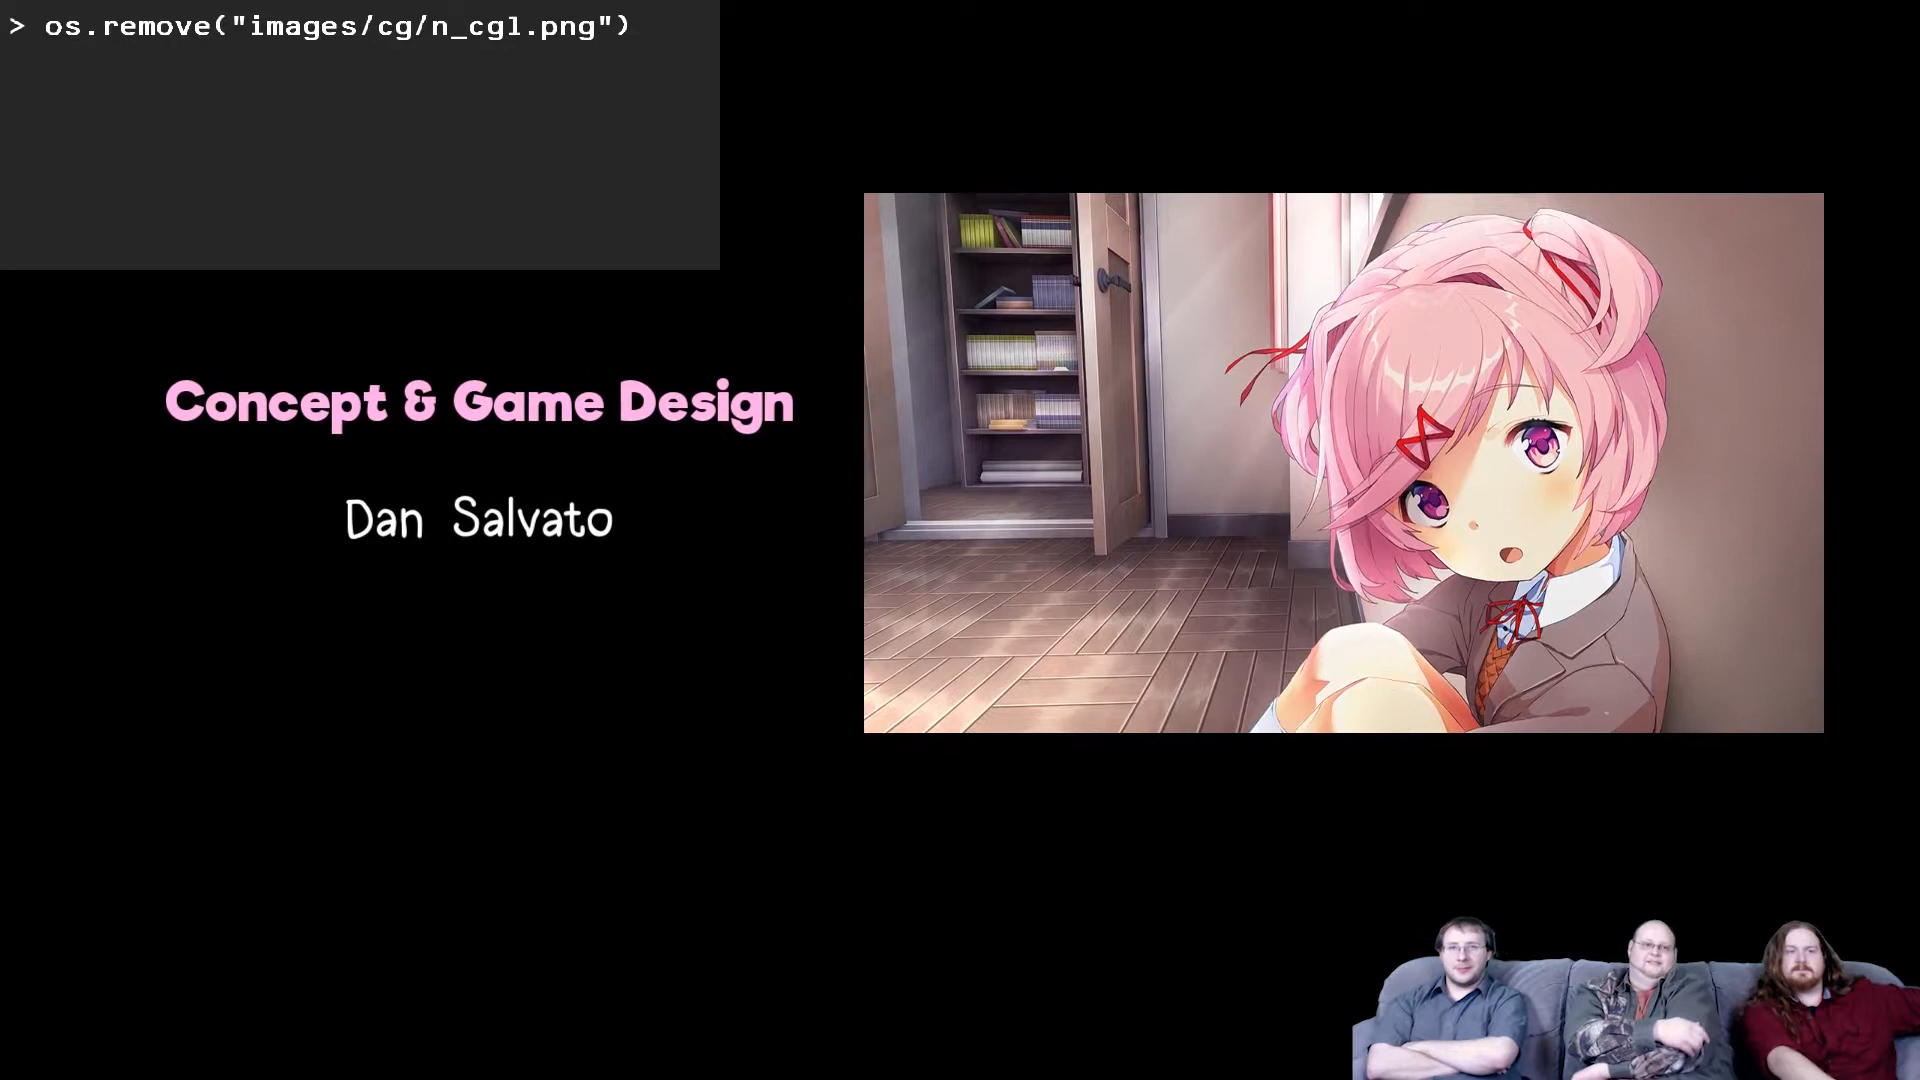 > os.remove("images/cg/n_cg1.png")
Concept & Game Design
Dan Salvato